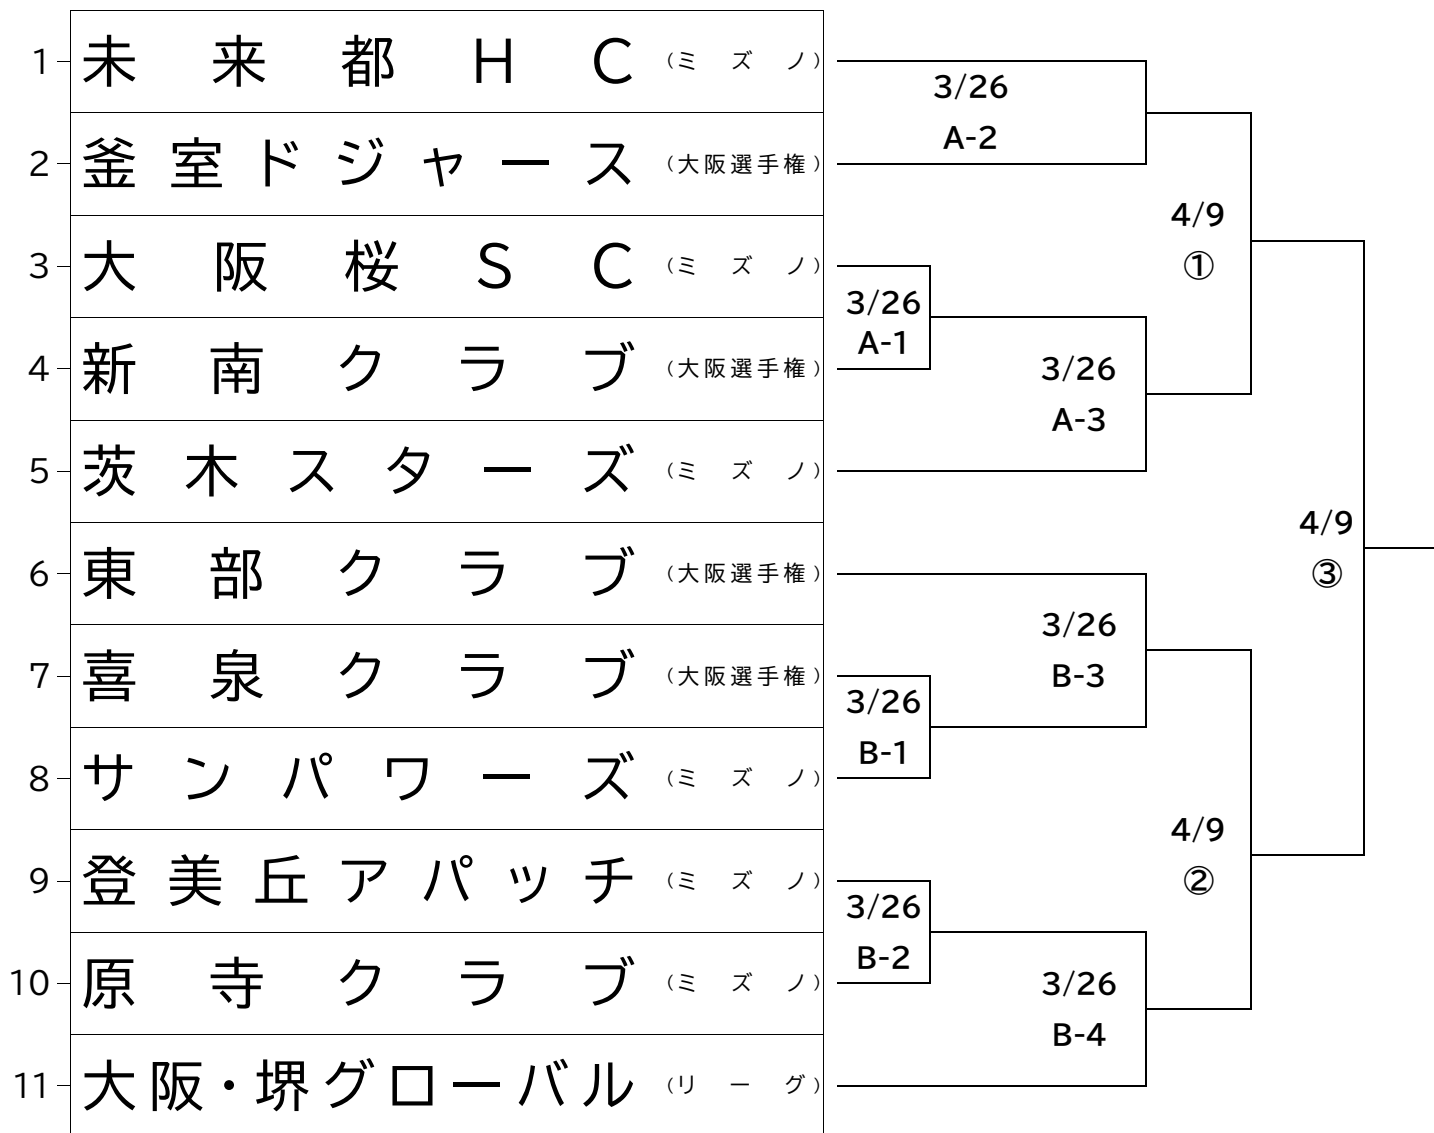 1 未来都HC (ミズノ)
2 釜室ドジャース (大阪選手権)
3 大阪桜SC (ミズノ)
4 新南クラブ (大阪選手権)
5 茨木スターズ (ミズノ)
6 東部クラブ (大阪選手権)
7 喜泉クラブ (大阪選手権)
8 サンパワーズ (ミズノ)
9 登美丘アパッチ (ミズノ)
10 原寺クラブ (ミズノ)
11 大阪・堺グローバル (リーグ)
3/26
A-2
3/26
A-1
3/26
A-3
3/26
B-3
3/26
B-1
3/26
B-2
3/26
B-4
4/9
①
4/9
②
4/9
③